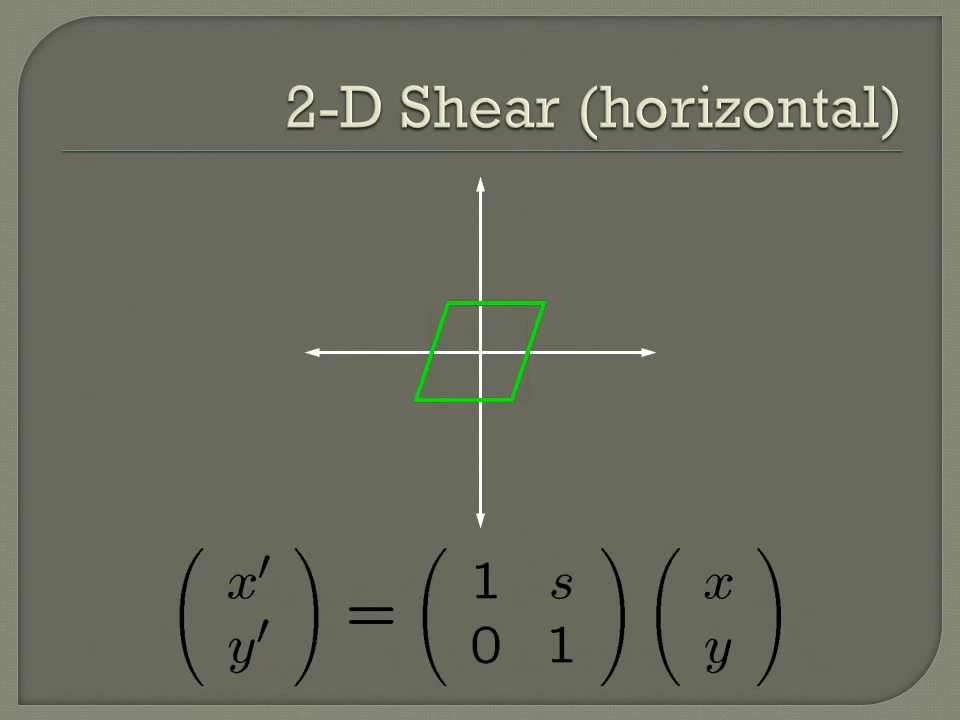 2-D Shear (horizontal)
( x′ ) = ( 1 s ) ( x )
( y′ )   ( 0 1 ) ( y )